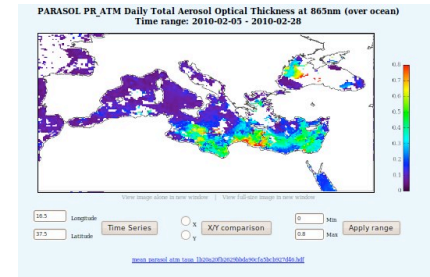 PARASOL PR_ATM Daily Total Aerosol Optical Thickness at 865nm (over ocean)
Time range: 2010-02-05 - 2010-02-28
0.8
0.7
0.6
0.5
0.4
0.3
0.2
0.1
0
View image alone in new window | View full-size image in new window
16.5 Longitude
37.5 Latitude
Time Series
X
Y
X/Y comparison
0 Min
0.8 Max
Apply range